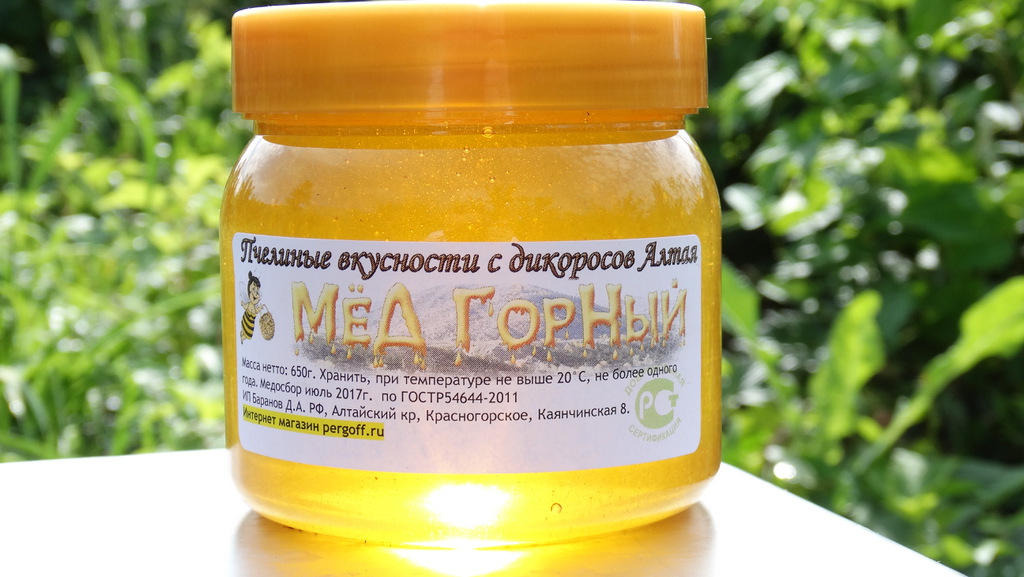 Пчелиные вкусности с дикоросов Алтая
МЁД ГОРНЫЙ
Масса нетто: 650г. Хранить, при температуре не выше 20°С, не более одного
года. Медосбор июль 2017г. по ГОСТР54644-2011
ИП Баранов Д.А. РФ, Алтайский кр, Красногорское, Каянчинская 8.
Интернет магазин pergoff.ru
РСТ
СЕРТИФИКАЦИЯ